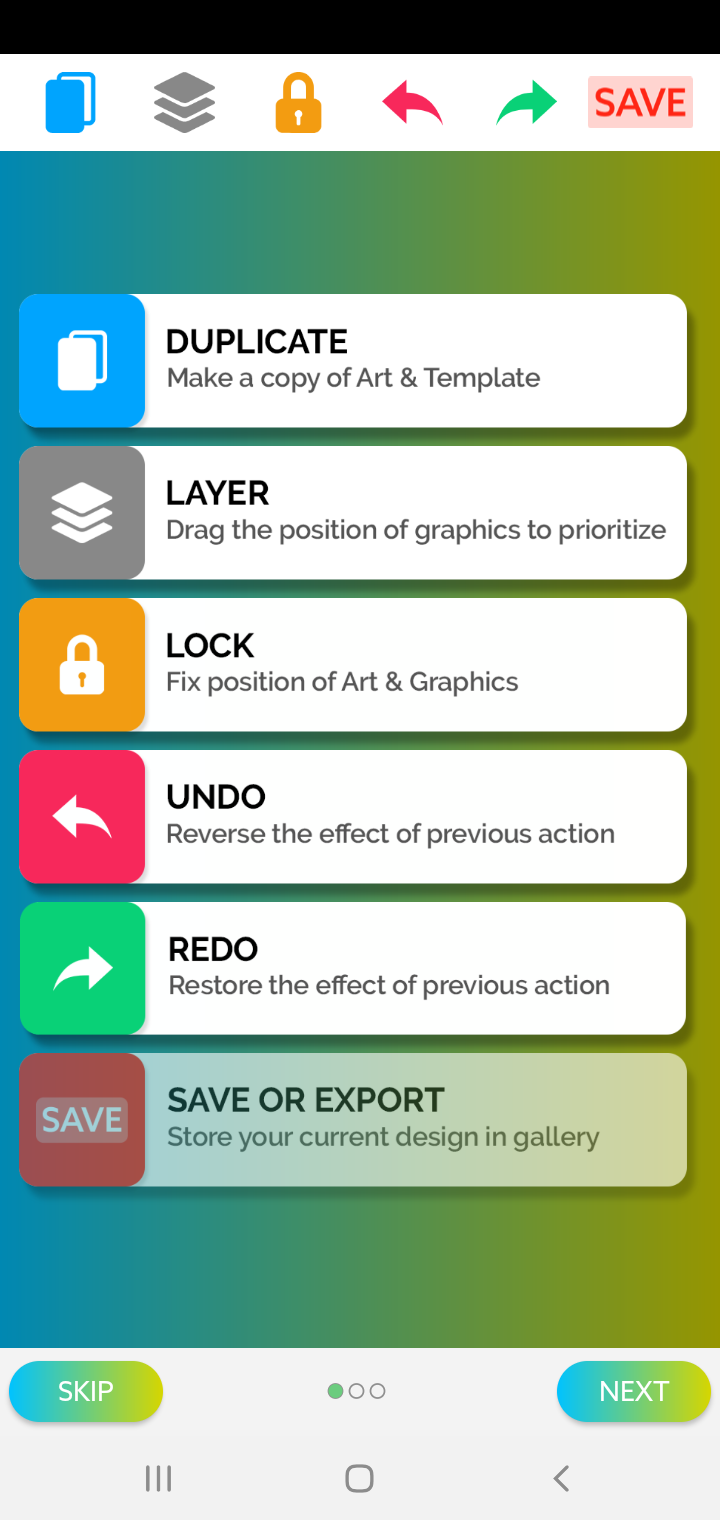 SAVE
DUPLICATE
Make a copy of Art & Template
LAYER
Drag the position of graphics to prioritize
LOCK
Fix position of Art & Graphics
UNDO
Reverse the effect of previous action
REDO
Restore the effect of previous action
SAVE
SAVE OR EXPORT
Store your current design in gallery
SKIP
NEXT